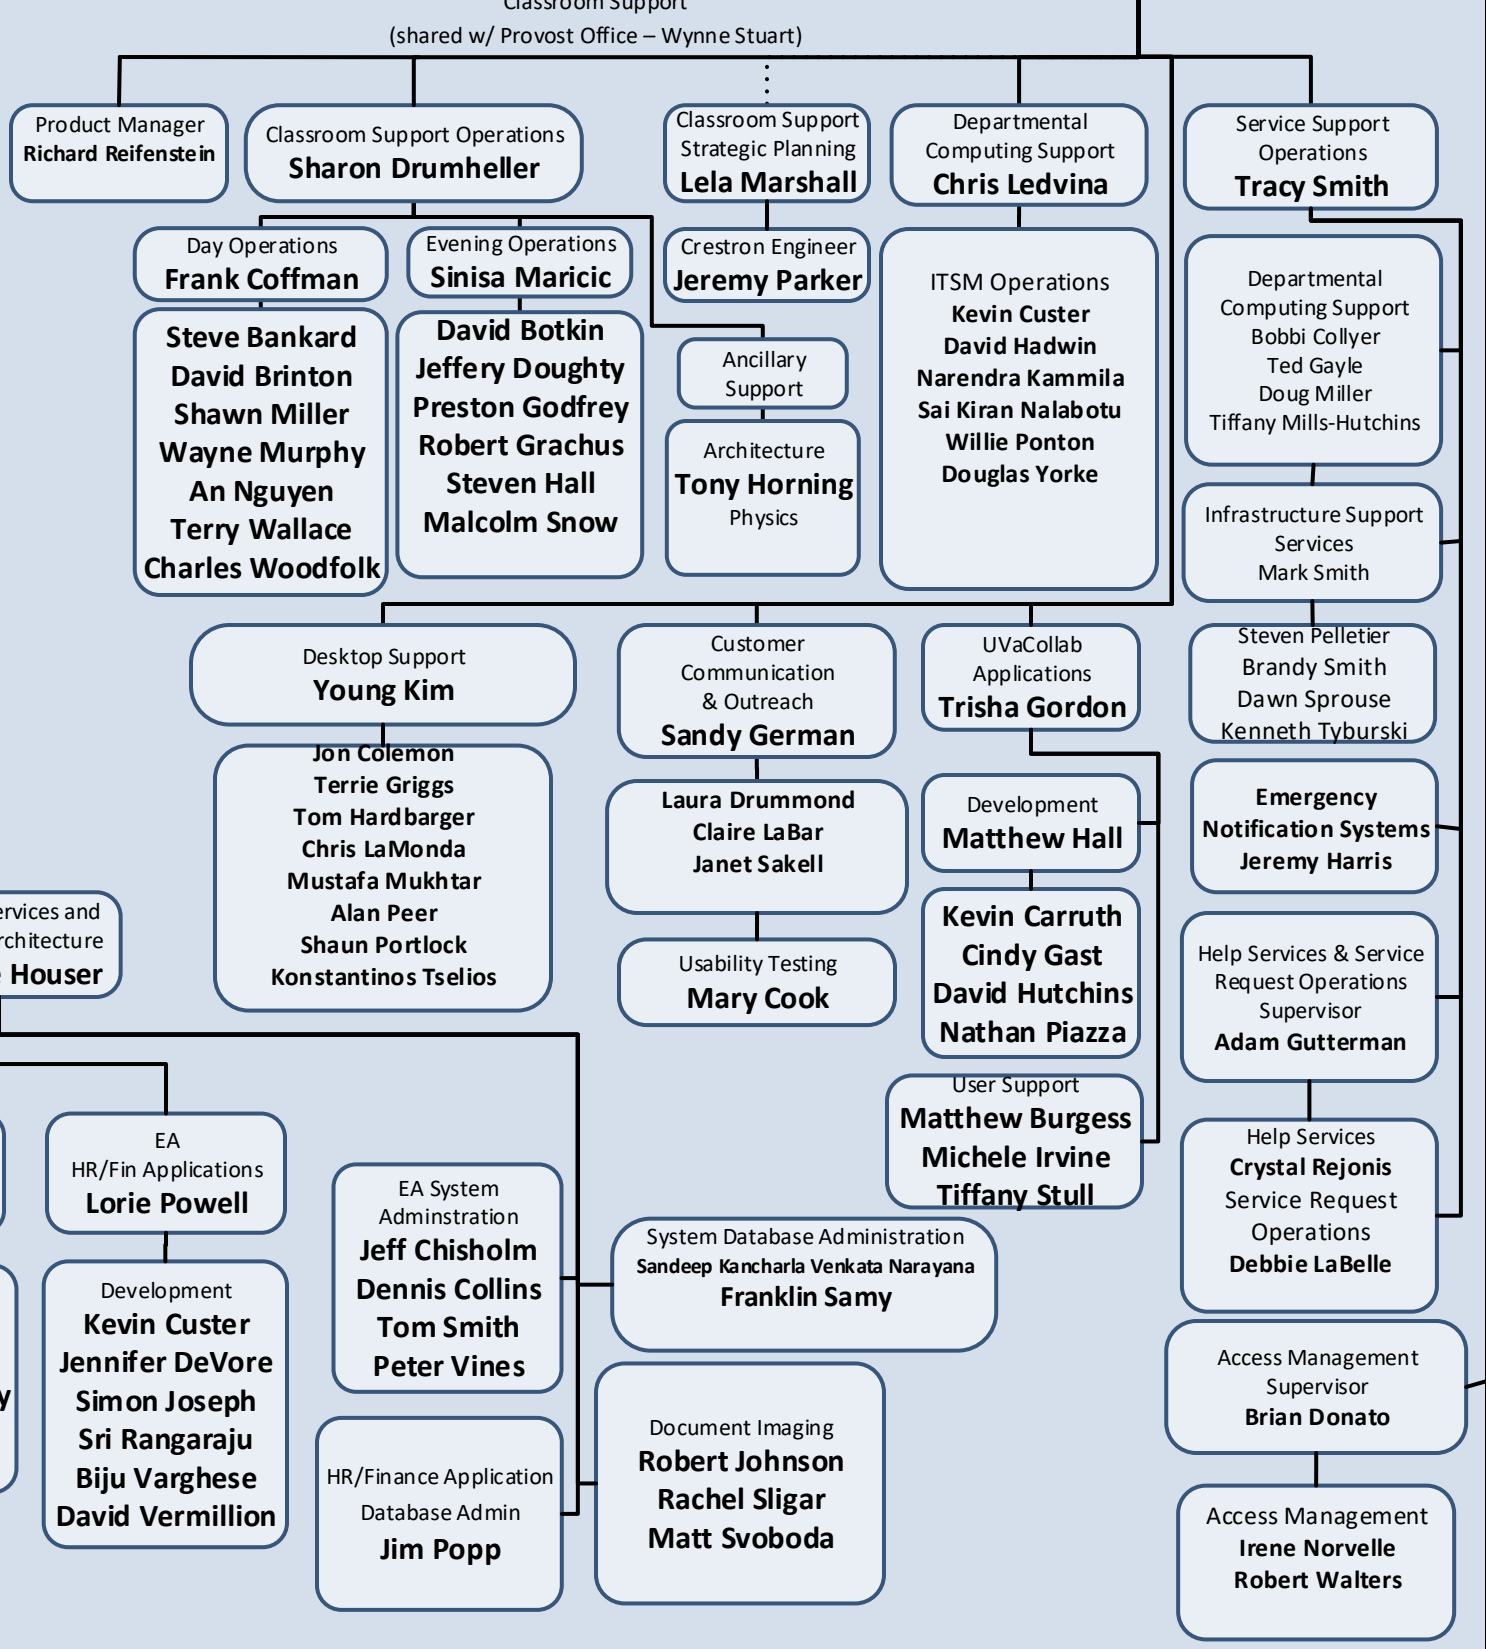 Classroom Support
(shared w/ Provost Office – Wynne Stuart)
Product Manager
Richard Reifenstein
Classroom Support Operations
Sharon Drumheller
Classroom Support
Strategic Planning
Lela Marshall
Departmental
Computing Support
Chris Ledvina
Service Support
Operations
Tracy Smith
Day Operations
Frank Coffman
Evening Operations
Sinisa Maricic
Crestron Engineer
Jeremy Parker
Steve Bankard
David Brinton
Shawn Miller
Wayne Murphy
An Nguyen
Terry Wallace
Charles Woodfolk
David Botkin
Jeffery Doughty
Preston Godfrey
Robert Grachus
Steven Hall
Malcolm Snow
Ancillary
Support
Architecture
Tony Horning
Physics
ITSM Operations
Kevin Custer
David Hadwin
Narendra Kammila
Sai Kiran Nalabotu
Willie Ponton
Douglas Yorke
Departmental
Computing Support
Bobbi Collyer
Ted Gayle
Doug Miller
Tiffany Mills-Hutchins
Infrastructure Support
Services
Mark Smith
Steven Pelletier
Brandy Smith
Dawn Sprouse
Kenneth Tyburski
Desktop Support
Young Kim
Jon Colemon
Terrie Griggs
Tom Hardbarger
Chris LaMonda
Mustafa Mukhtar
Alan Peer
Shaun Portlock
Konstantinos Tselios
Customer
Communication
& Outreach
Sandy German
Laura Drummond
Claire LaBar
Janet Sakell
Usability Testing
Mary Cook
UVaCollab
Applications
Trisha Gordon
Development
Matthew Hall
Kevin Carruth
Cindy Gast
David Hutchins
Nathan Piazza
User Support
Matthew Burgess
Michele Irvine
Tiffany Stull
Emergency
Notification Systems
Jeremy Harris
Help Services & Service
Request Operations
Supervisor
Adam Gutterman
Help Services
Crystal Rejonis
Service Request
Operations
Debbie LaBelle
Access Management
Supervisor
Brian Donato
Access Management
Irene Norvelle
Robert Walters
ervices and
rchitecture
e Houser
EA
HR/Fin Applications
Lorie Powell
Development
Kevin Custer
Jennifer DeVore
Simon Joseph
Sri Rangaraju
Biju Varghese
David Vermillion
y
EA System
Adminstration
Jeff Chisholm
Dennis Collins
Tom Smith
Peter Vines
HR/Finance Application
Database Admin
Jim Popp
System Database Administration
Sandeep Kancharla Venkata Narayana
Franklin Samy
Document Imaging
Robert Johnson
Rachel Sligar
Matt Svoboda